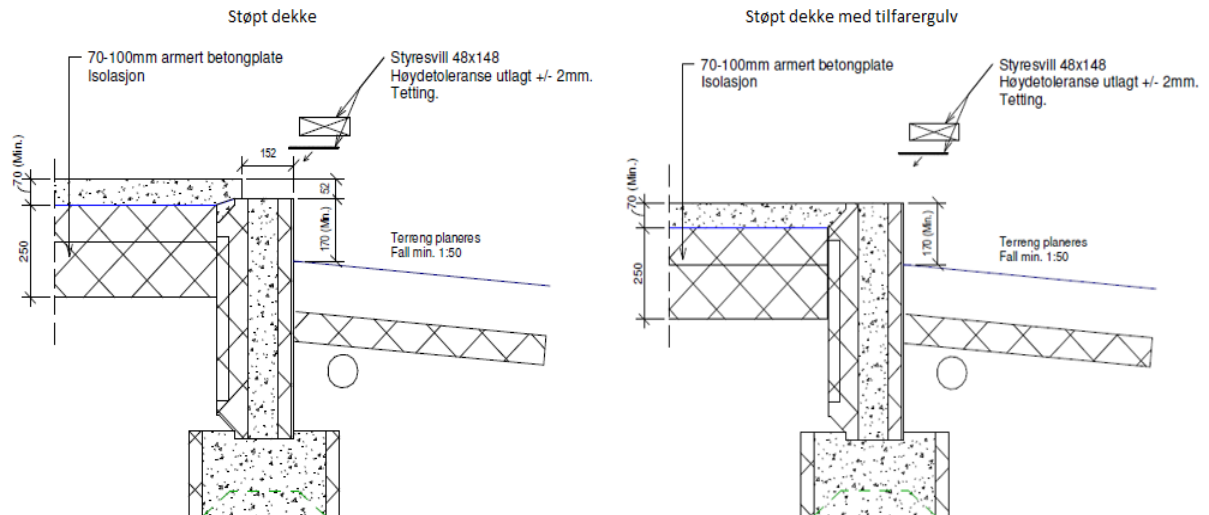 Støpt dekke
70-100mm armert betongplate
Isolasjon
Styresvill 48x148
Høydetoleranse utlagt +/- 2mm.
Tetting.
152
70 (Min.)
52
250
170 (Min.)
Terreng planeres
Fall min. 1:50
Støpt dekke med tilfarergulv
70-100mm armert betongplate
Isolasjon
Styresvill 48x148
Høydetoleranse utlagt +/- 2mm.
Tetting.
70 (Min.)
250
170 (Min.)
Terreng planeres
Fall min. 1:50